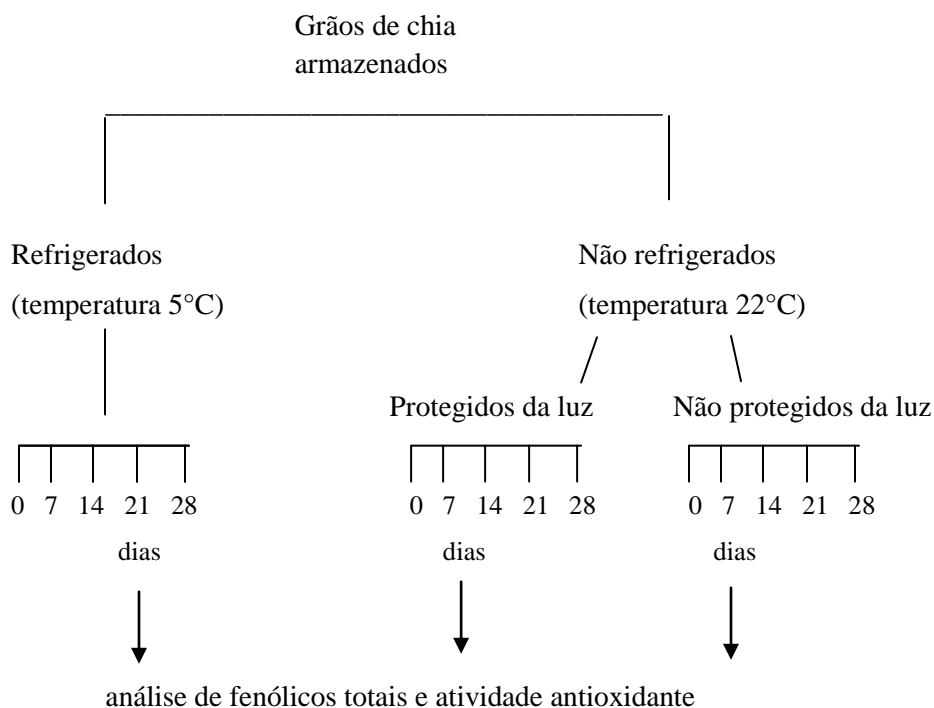 Grãos de chia
armazenados
Refrigerados
(temperatura 5°C)
Não refrigerados
(temperatura 22°C)
Protegidos da luz
Não protegidos da luz
0 7 14 21 28
dias
0 7 14 21 28
dias
0 7 14 21 28
dias
análise de fenólicos totais e atividade antioxidante